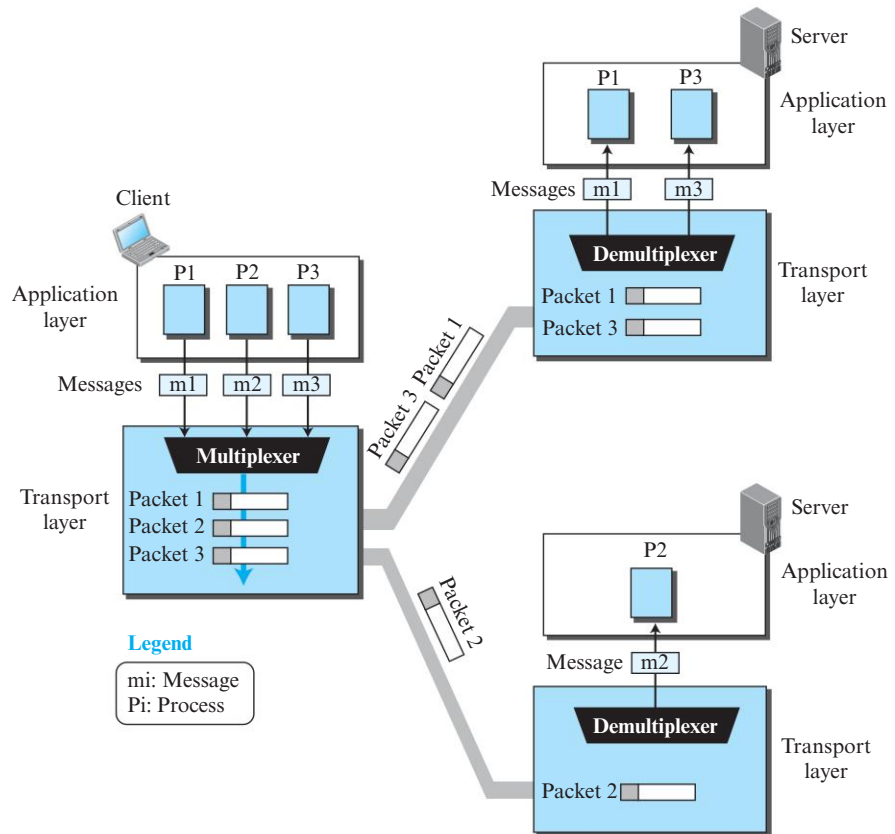 Server
P1
P3
Application
layer
Messages
m1
m3
Demultiplexer
Transport
layer
Packet 1
Packet 3
Client
P1
P2
P3
Application
layer
Messages
m1
m2
m3
Multiplexer
Transport
layer
Packet 1
Packet 2
Packet 3
Packet 1
Packet 3
Packet 2
Server
P2
Application
layer
Message
m2
Demultiplexer
Transport
layer
Packet 2
Legend
mi: Message
Pi: Process